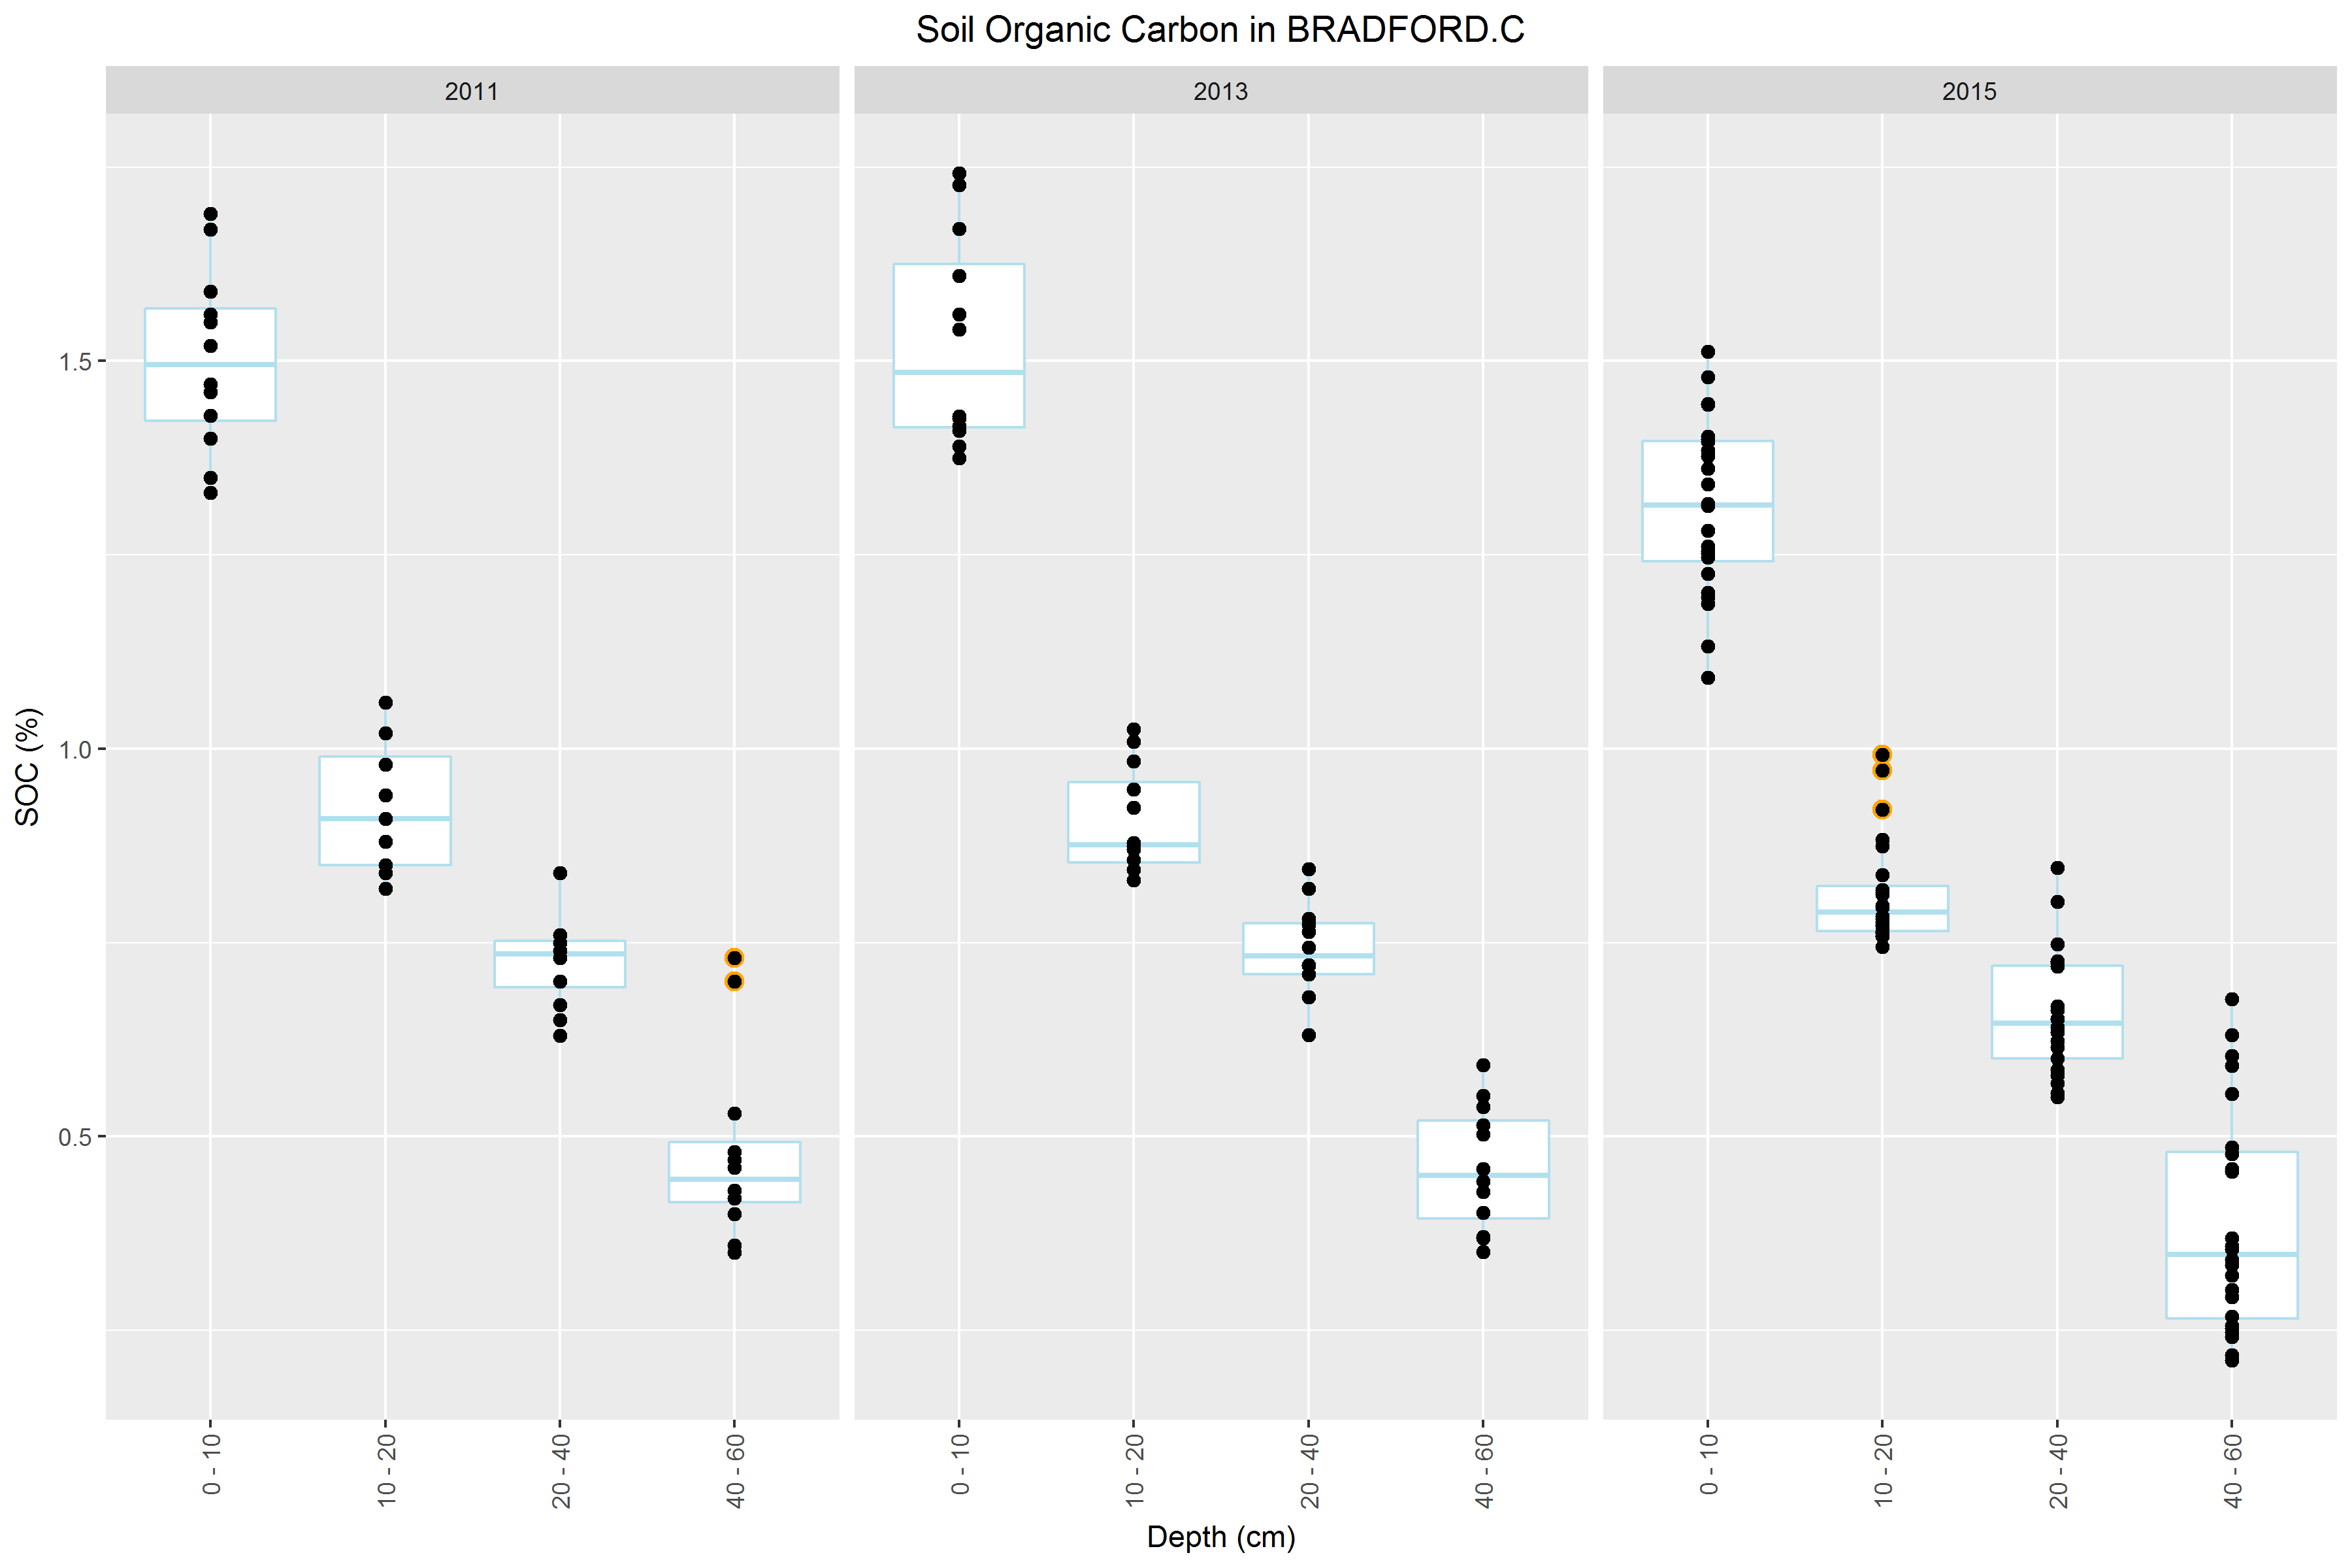 Soil Organic Carbon in BRADFORD.C
2011 2013 2015
SOC (%)
1.5
1.0
0.5
0 - 10 10 - 20 20 - 40 40 - 60 0 - 10 10 - 20 20 - 40 40 - 60 0 - 10 10 - 20 20 - 40 40 - 60
Depth (cm)